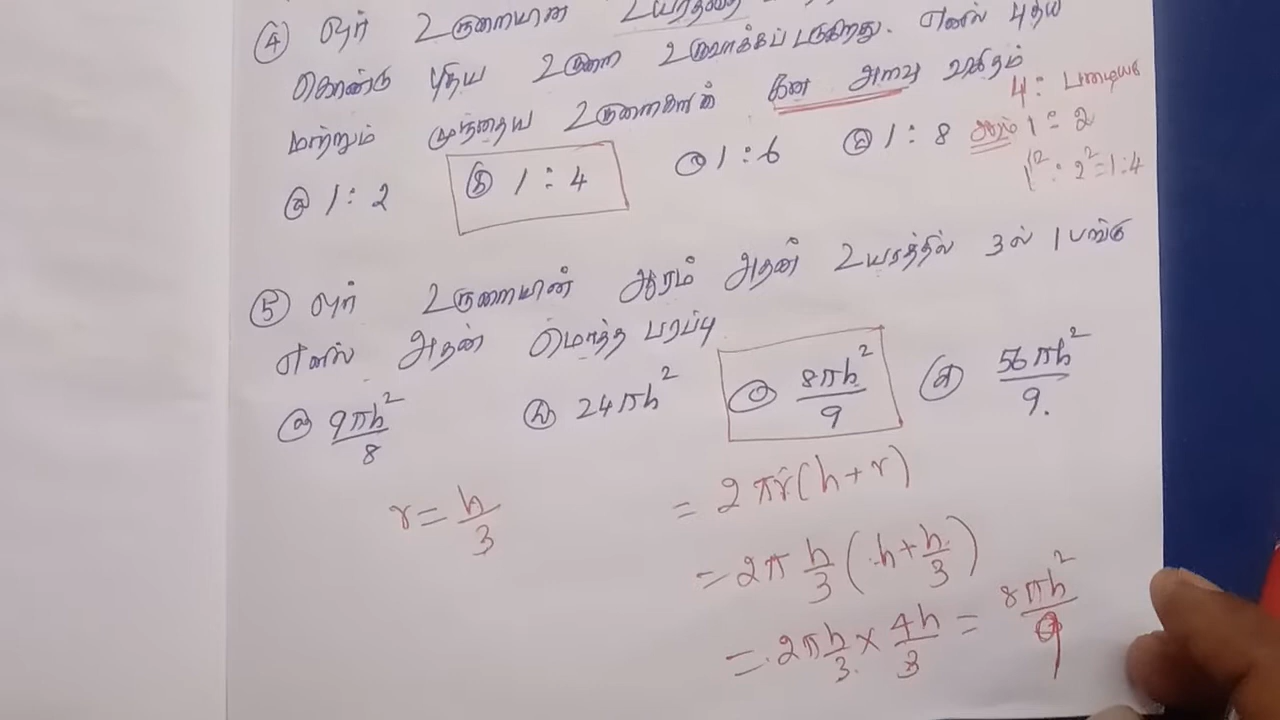 ④ ஓர் உருளையின் உயரத்தை
கொண்டு புதிய உருளை உருவாக்கப்படுகிறது. எனில் புதிய
மற்றும் முந்தைய உருளைகளின் கன அளவு விகிதம்
பு : பழைய
ஆரம் 1 : 2
1² : 2² = 1:4
அ 1 : 2 ஆ 1 : 4 இ 1 : 6 ஈ 1 : 8
⑤ ஓர் உருளையின் ஆரம் அதன் உயரத்தில் 3ல் 1 பங்கு
எனில் அதன் மொத்த பரப்பு
அ 9πh²/8 ஆ 24πh² இ 8πh²/9 ஈ 56πh²/9.
r = h/3
= 2πr(h+r)
= 2π h/3 (h + h/3)
= 2πh/3 × 4h/3 = 8πh²/9